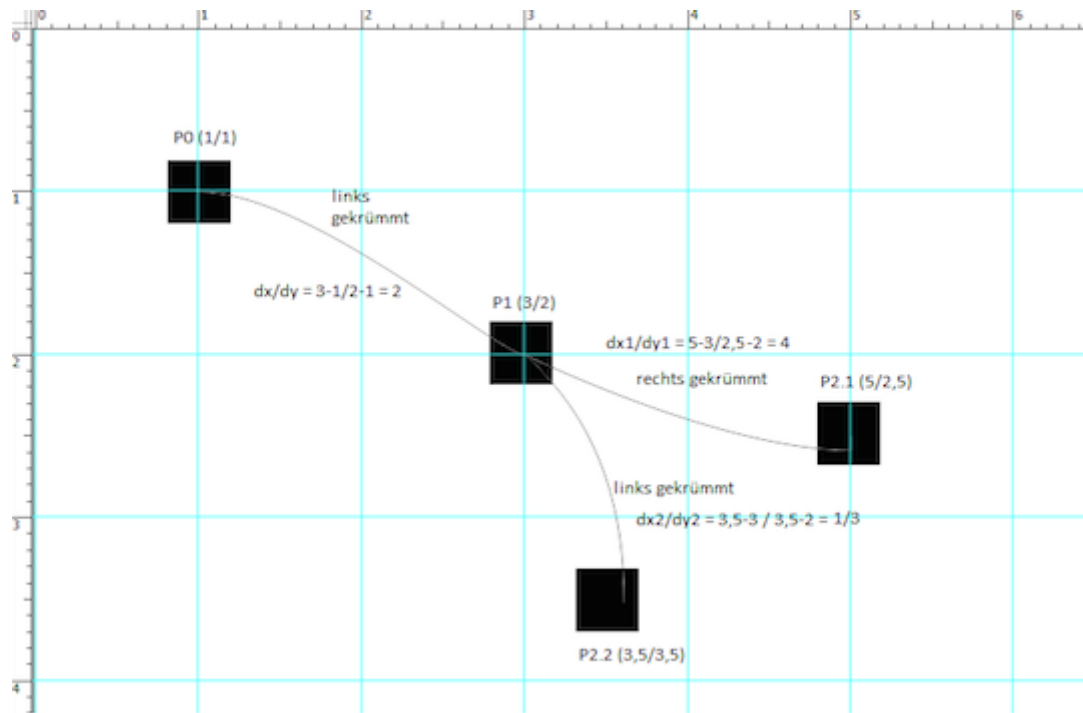 0 1 2 3 4 5 6
0
P0 (1/1)
1
links
gekrümmt
dx/dy = 3-1/2-1 = 2
P1 (3/2)
dx1/dy1 = 5-3/2,5-2 = 4
2
rechts gekrümmt
P2.1 (5/2,5)
links gekrümmt
3
dx2/dy2 = 3,5-3 / 3,5-2 = 1/3
P2.2 (3,5/3,5)
4